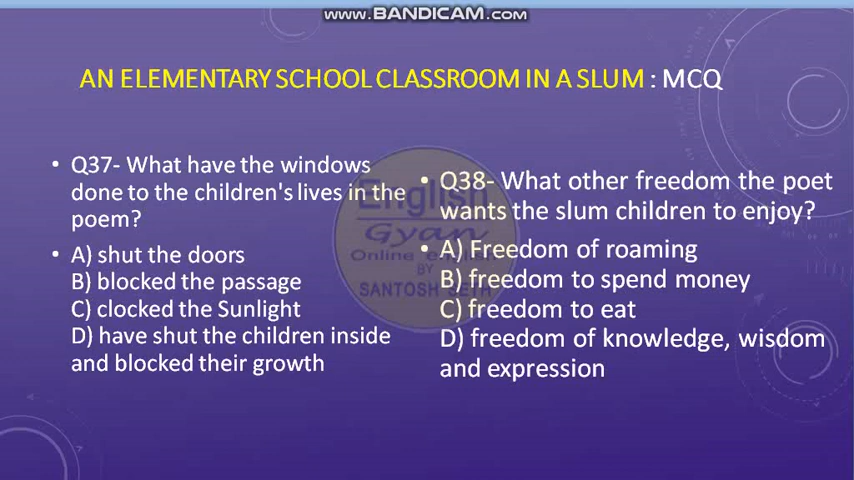 www.BANDICAM.com
AN ELEMENTARY SCHOOL CLASSROOM IN A SLUM : MCQ
• Q37- What have the windows
done to the children's lives in the
poem?
• A) shut the doors
B) blocked the passage
C) clocked the Sunlight
D) have shut the children inside
and blocked their growth
• Q38- What other freedom the poet
wants the slum children to enjoy?
• A) Freedom of roaming
B) freedom to spend money
C) freedom to eat
D) freedom of knowledge, wisdom
and expression
English
Gyan
Online english
BY
SANTOSH SETH